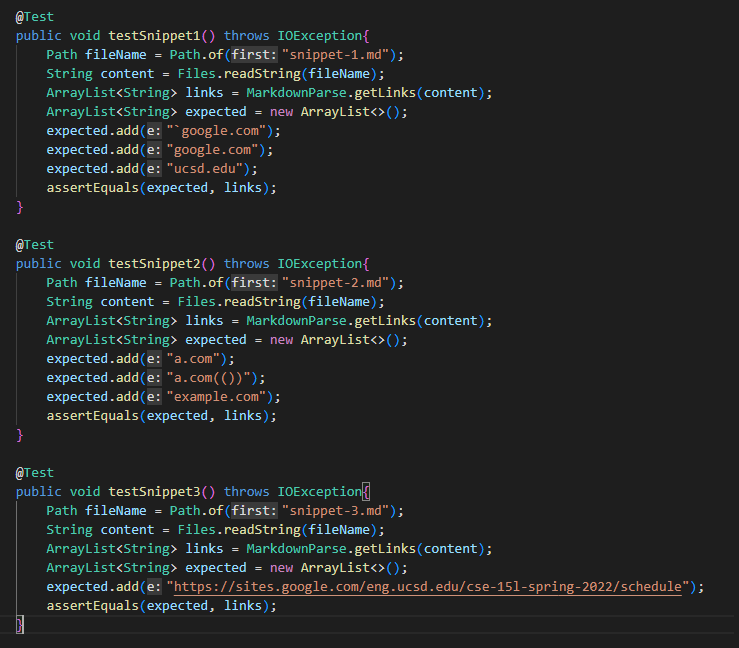 @Test
public void testSnippet1() throws IOException{
    Path fileName = Path.of(first: "snippet-1.md");
    String content = Files.readString(fileName);
    ArrayList<String> links = MarkdownParse.getLinks(content);
    ArrayList<String> expected = new ArrayList<>();
    expected.add(e: "`google.com");
    expected.add(e: "google.com");
    expected.add(e: "ucsd.edu");
    assertEquals(expected, links);
}
@Test
public void testSnippet2() throws IOException{
    Path fileName = Path.of(first: "snippet-2.md");
    String content = Files.readString(fileName);
    ArrayList<String> links = MarkdownParse.getLinks(content);
    ArrayList<String> expected = new ArrayList<>();
    expected.add(e: "a.com");
    expected.add(e: "a.com(())");
    expected.add(e: "example.com");
    assertEquals(expected, links);
}
@Test
public void testSnippet3() throws IOException{
    Path fileName = Path.of(first: "snippet-3.md");
    String content = Files.readString(fileName);
    ArrayList<String> links = MarkdownParse.getLinks(content);
    ArrayList<String> expected = new ArrayList<>();
    expected.add(e: "https://sites.google.com/eng.ucsd.edu/cse-15l-spring-2022/schedule");
    assertEquals(expected, links);
}